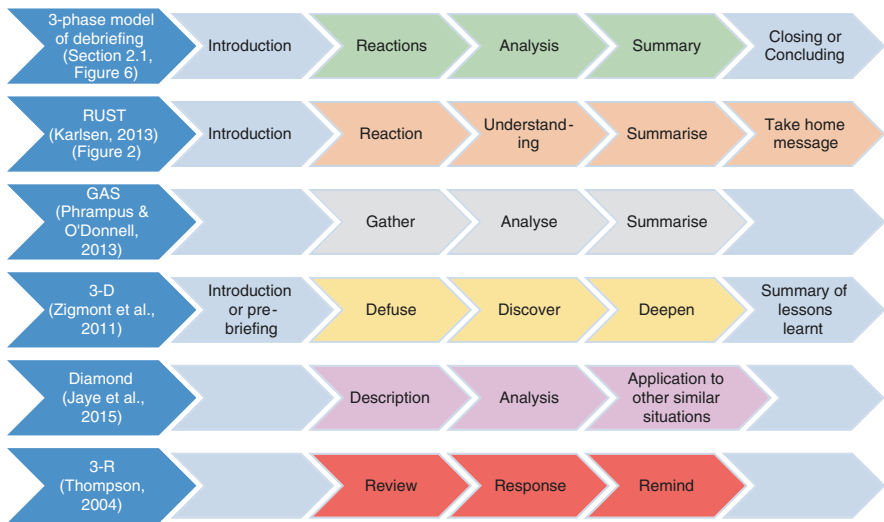 3-phase model
of debriefing
(Section 2.1,
Figure 6)
Introduction
Reactions
Analysis
Summary
Closing or
Concluding
RUST
(Karlsen, 2013)
(Figure 2)
Introduction
Reaction
Understand-
ing
Summarise
Take home
message
GAS
(Phrampus &
O'Donnell,
2013)
Gather
Analyse
Summarise
3-D
(Zigmont et al.,
2011)
Introduction
or pre-
briefing
Defuse
Discover
Deepen
Summary of
lessons
learnt
Diamond
(Jaye et al.,
2015)
Description
Analysis
Application to
other similar
situations
3-R
(Thompson,
2004)
Review
Response
Remind